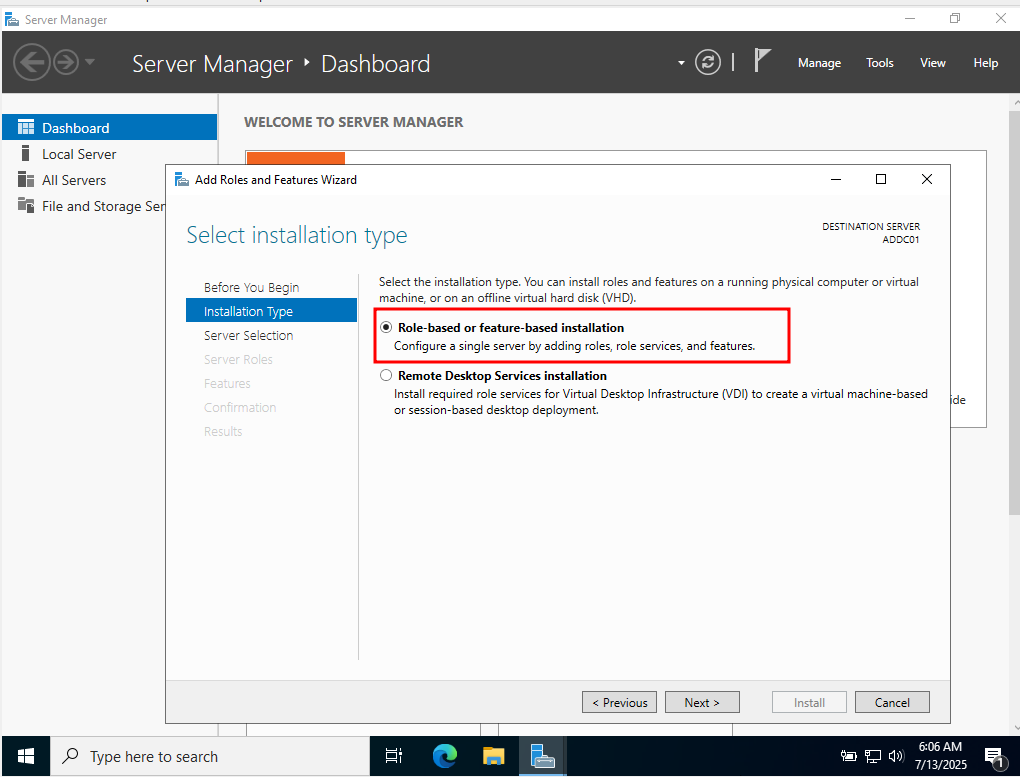 Server Manager
Server Manager ‣ Dashboard
Manage Tools View Help
Dashboard
Local Server
All Servers
File and Storage Ser
WELCOME TO SERVER MANAGER
Add Roles and Features Wizard
Select installation type
DESTINATION SERVER
ADDC01
Before You Begin
Installation Type
Server Selection
Server Roles
Features
Confirmation
Results
Select the installation type. You can install roles and features on a running physical computer or virtual
machine, or on an offline virtual hard disk (VHD).
Role-based or feature-based installation
Configure a single server by adding roles, role services, and features.
Remote Desktop Services installation
Install required role services for Virtual Desktop Infrastructure (VDI) to create a virtual machine-based
or session-based desktop deployment.
ide
< Previous
Next >
Install
Cancel
Type here to search
6:06 AM
7/13/2025
1